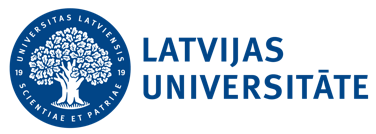 UNIVERSITAS LATVIENSIS
19 19
SCIENTIAE ET PATRIAE
LATVIJAS
UNIVERSITĀTE